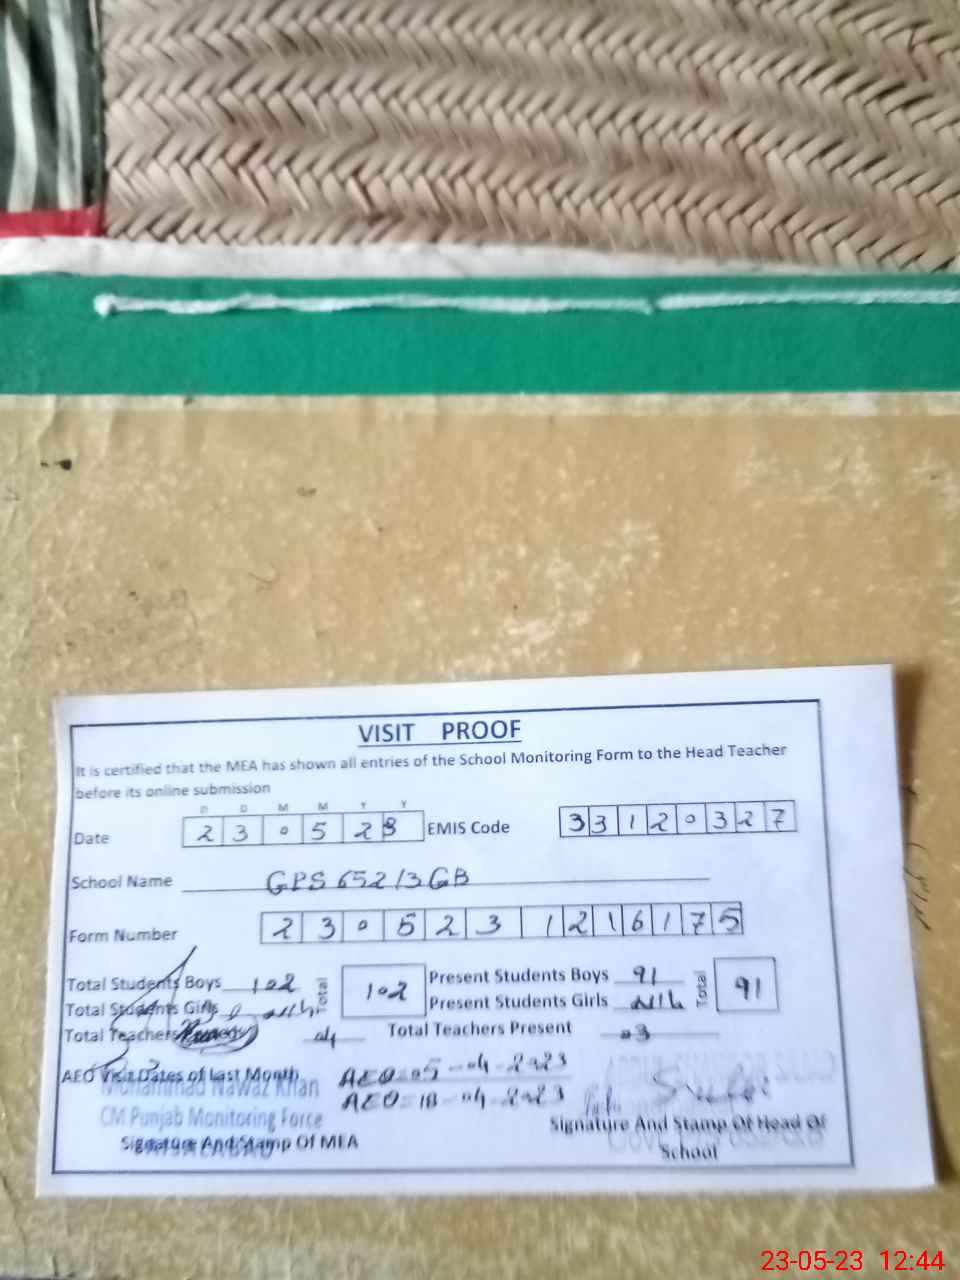 VISIT PROOF
It is certified that the MEA has shown all entries of the School Monitoring Form to the Head Teacher
before its online submission
D D M M Y Y
Date 2 3 0 5 2 3 EMIS Code 3 3 1 2 0 3 2 7
School Name GPS 652/3 GB
Form Number 2 3 0 5 2 3 1 2 1 6 1 7 5
Total Students Boys 102 Total 102 Present Students Boys 91 Total 91
Total Students Girls Nil Present Students Girls Nil
Total Teachers 04 Total Teachers Present 03
AEO Visit Dates of Last Month AEO=05-04-2023
Muhammad Nawaz Khan AEO=18-04-2023
CM Punjab Monitoring Force
Signature And Stamp Of MEA Signature And Stamp Of Head Of
FAISALABAD School
23-05-23 12:44